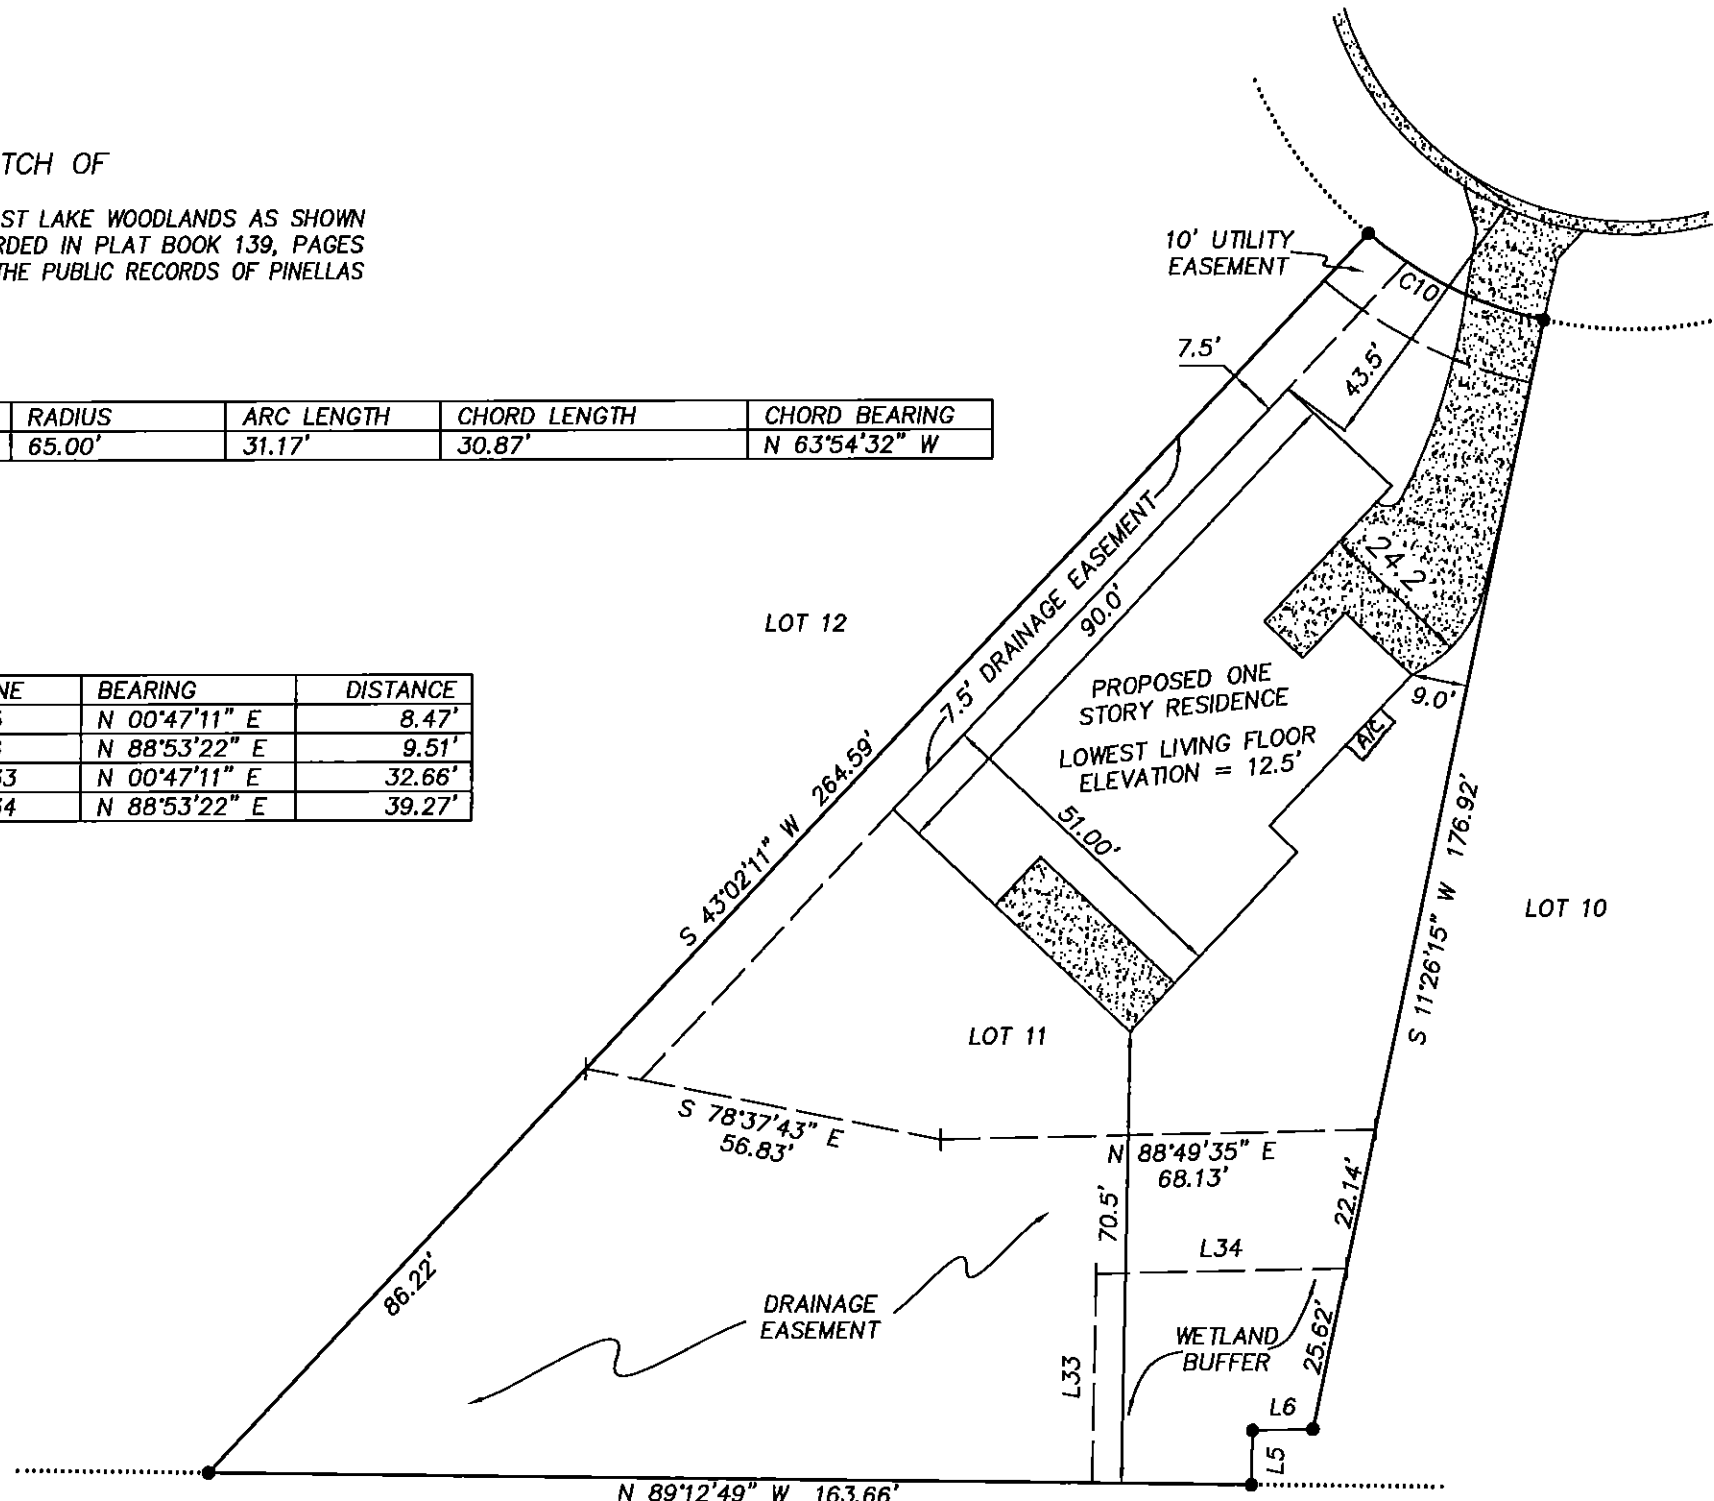 TCH OF
ST LAKE WOODLANDS AS SHOWN
RDED IN PLAT BOOK 139, PAGES
THE PUBLIC RECORDS OF PINELLAS
RADIUS ARC LENGTH CHORD LENGTH CHORD BEARING
65.00' 31.17' 30.87' N 63°54'32" W
10' UTILITY
EASEMENT
C10
7.5'
43.5'
7.5' DRAINAGE EASEMENT
90.0'
24.2
LOT 12
PROPOSED ONE
STORY RESIDENCE
LOWEST LIVING FLOOR
ELEVATION = 12.5'
9.0'
A/C
NE BEARING DISTANCE
N 00°47'11" E 8.47'
N 88°53'22" E 9.51'
33 N 00°47'11" E 32.66'
34 N 88°53'22" E 39.27'
S 43°02'11" W 264.59'
51.00'
S 11°26'15" W 176.92'
LOT 10
LOT 11
S 78°37'43" E
56.83'
N 88°49'35" E
68.13'
70.5'
22.14'
L34
86.22'
DRAINAGE
EASEMENT
WETLAND
BUFFER
25.62'
L33
L6
L5
N 89°12'49" W 163.66'